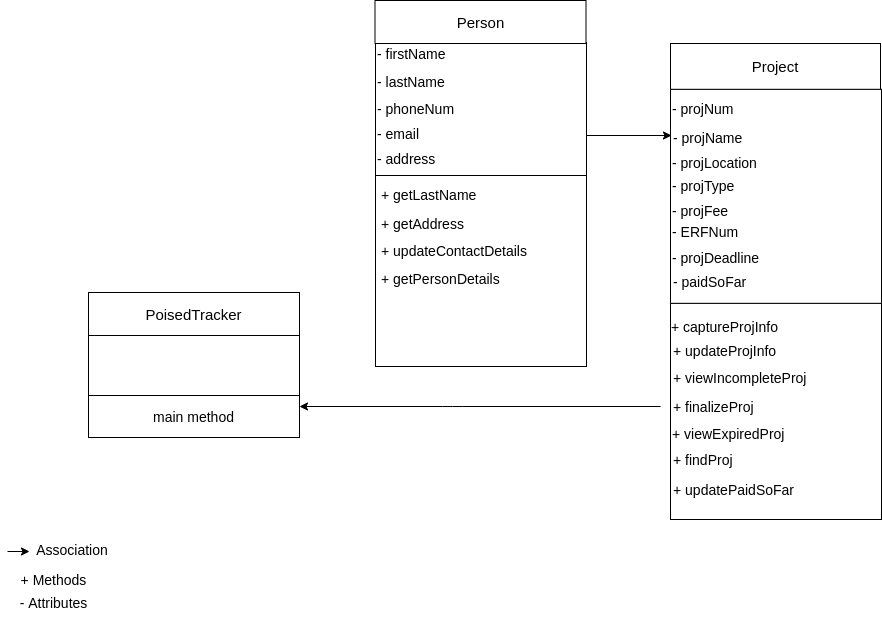 Person
- firstName
- lastName
- phoneNum
- email
- address
+ getLastName
+ getAddress
+ updateContactDetails
+ getPersonDetails
Project
- projNum
- projName
- projLocation
- projType
- projFee
- ERFNum
- projDeadline
- paidSoFar
+ captureProjInfo
+ updateProjInfo
+ viewIncompleteProj
+ finalizeProj
+ viewExpiredProj
+ findProj
+ updatePaidSoFar
PoisedTracker
main method
Association
+ Methods
- Attributes